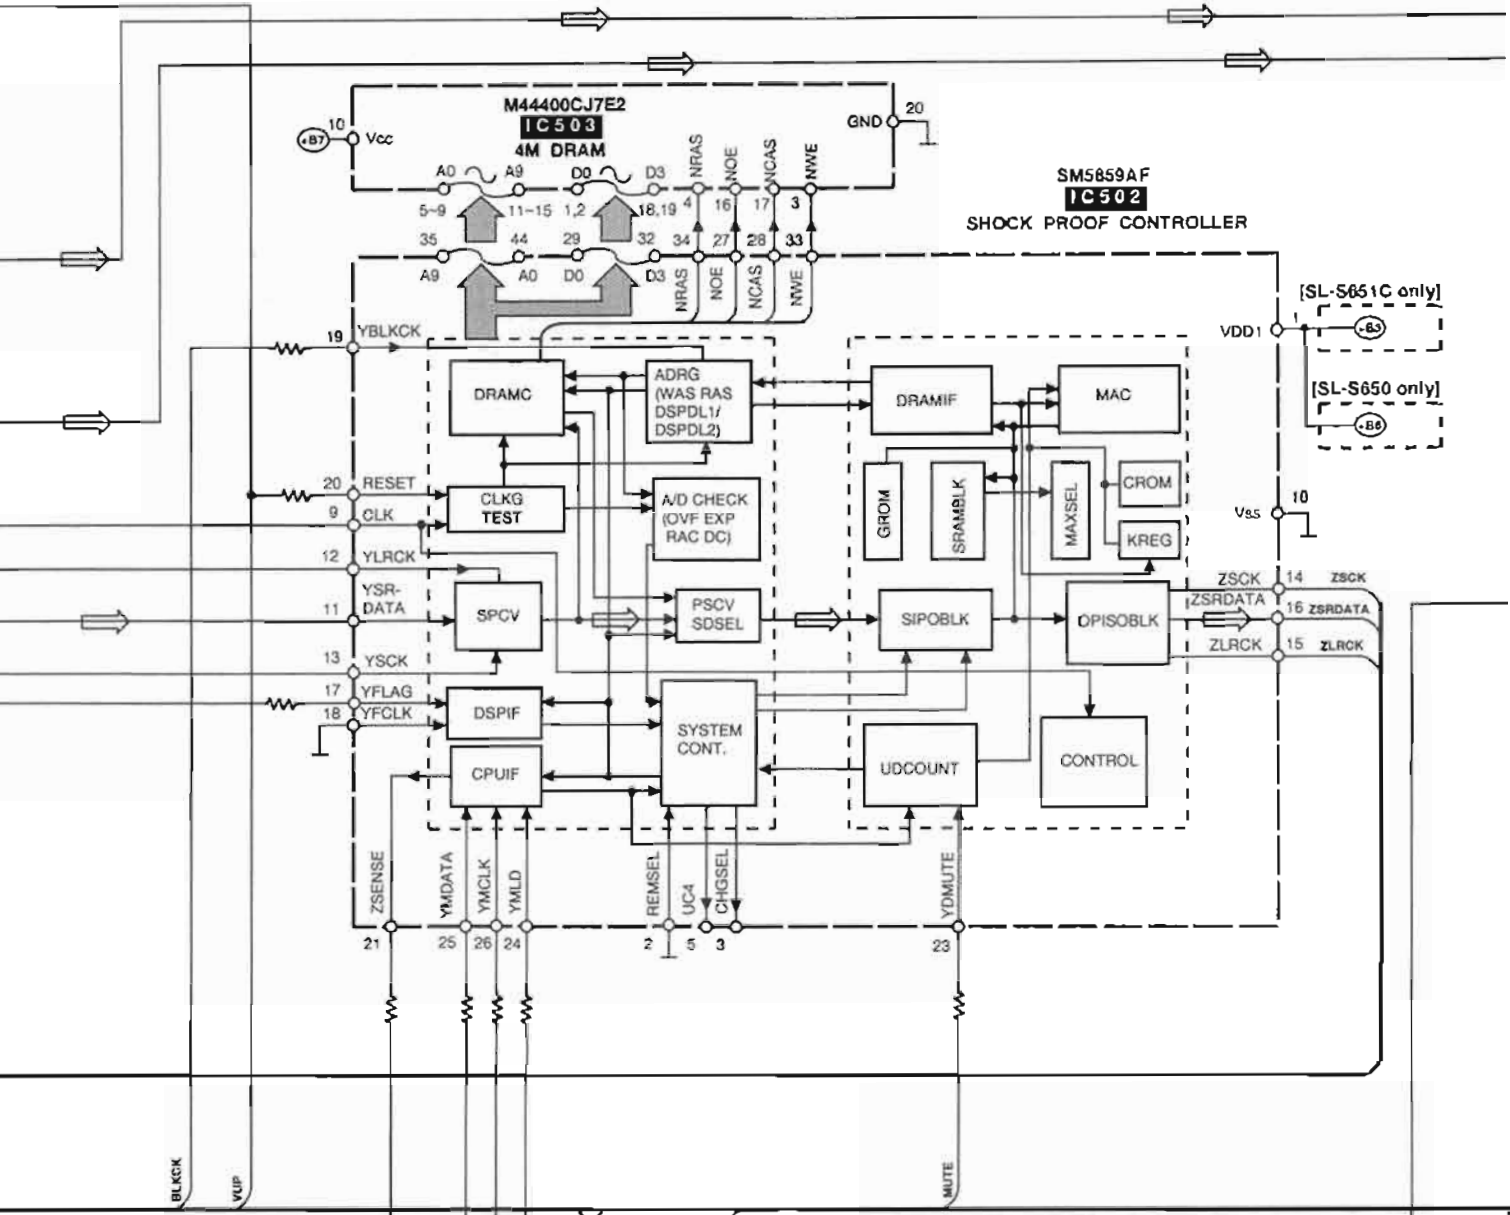 M44400CJ7E2
IC503
4M DRAM
+B7
10
Vcc
GND
20
A0
A9
D0
D3
NRAS
NOE
NCAS
NWE
5~9
11~15
1,2
18,19
4
16
17
3
SM5859AF
IC502
SHOCK PROOF CONTROLLER
35
44
29
32
34
27
28
33
A9
A0
D0
D3
NRAS
NOE
NCAS
NWE
[SL-S651C only]
VDD1
1
+B3
[SL-S650 only]
+B6
19
YBLKCK
DRAMC
ADRG
(WAS RAS
DSPDL1/
DSPDL2)
DRAMIF
MAC
20
RESET
9
CLK
CLKG
TEST
A/D CHECK
(OVF EXP
RAC DC)
GROM
SRAMBLK
MAXSEL
CROM
KREG
10
Vss
12
YLRCK
YSR-
DATA
11
SPCV
PSCV
SDSEL
SIPOBLK
OPISOBLK
ZSCK
14
ZSCK
ZSRDATA
16
ZSRDATA
ZLRCK
15
ZLRCK
13
YSCK
17
YFLAG
18
YFCLK
DSPIF
SYSTEM
CONT.
CPUIF
UDCOUNT
CONTROL
ZSENSE
YMDATA
YMCLK
YMLD
REMSEL
UC4
CHGSEL
YDMUTE
21
25
26
24
2
5
3
23
BLKCK
VUP
MUTE